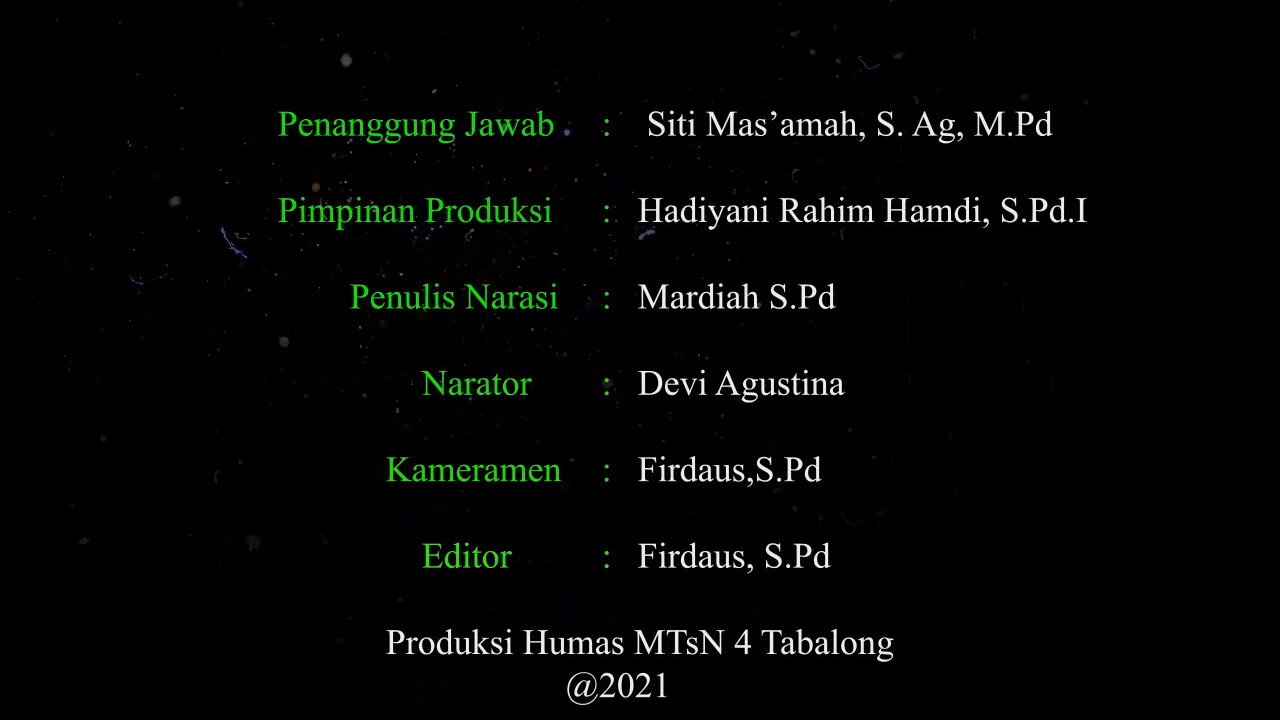 Penanggung Jawab : Siti Mas’amah, S. Ag, M.Pd
Pimpinan Produksi : Hadiyani Rahim Hamdi, S.Pd.I
Penulis Narasi : Mardiah S.Pd
Narator : Devi Agustina
Kameramen : Firdaus,S.Pd
Editor : Firdaus, S.Pd
Produksi Humas MTsN 4 Tabalong
@2021